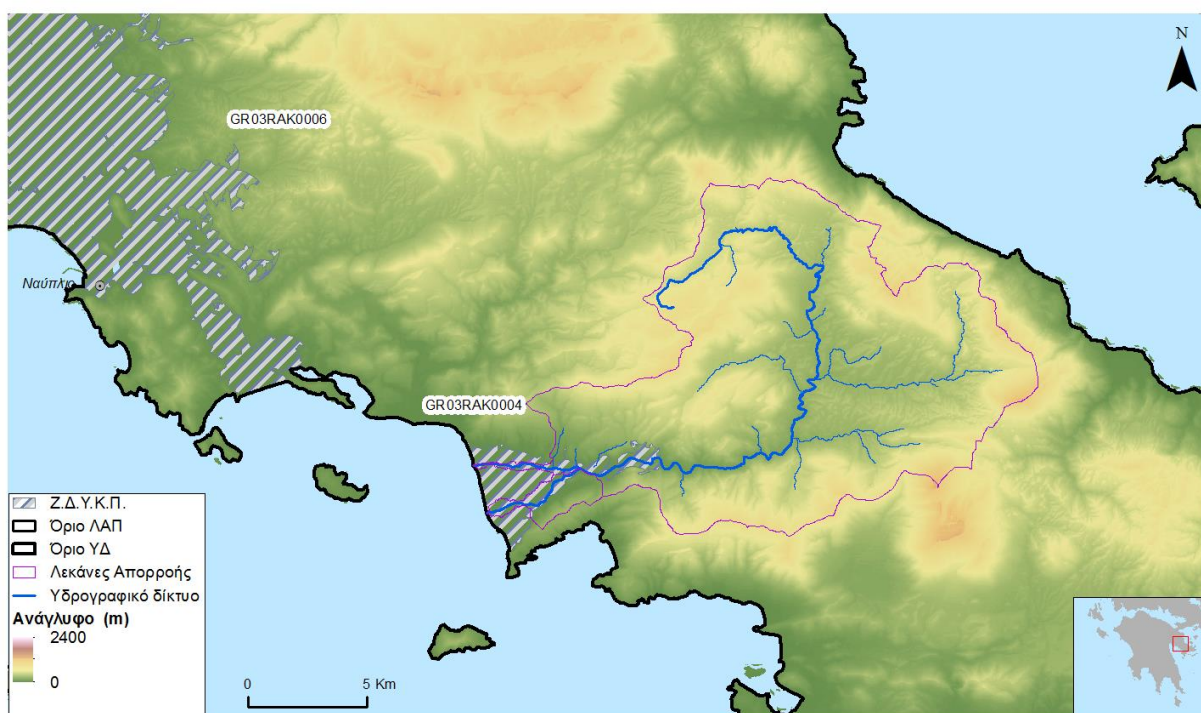 N
GR03RAK0006
Ναύπλιο
GR03RAK0004
Ζ.Δ.Υ.Κ.Π.
Όριο ΛΑΠ
Όριο ΥΔ
Λεκάνες Απορροής
Υδρογραφικό δίκτυο
Ανάγλυφο (m)
2400
0
0 5 Km